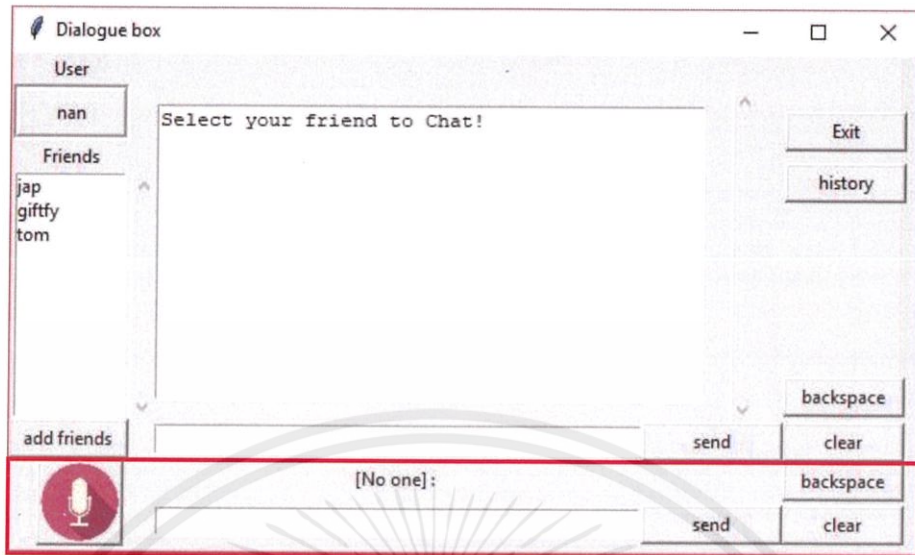 Dialogue box
User
nan
Friends
jap
giftfy
tom
add friends
Select your friend to Chat!
Exit
history
backspace
send
clear
[No one] :
backspace
send
clear